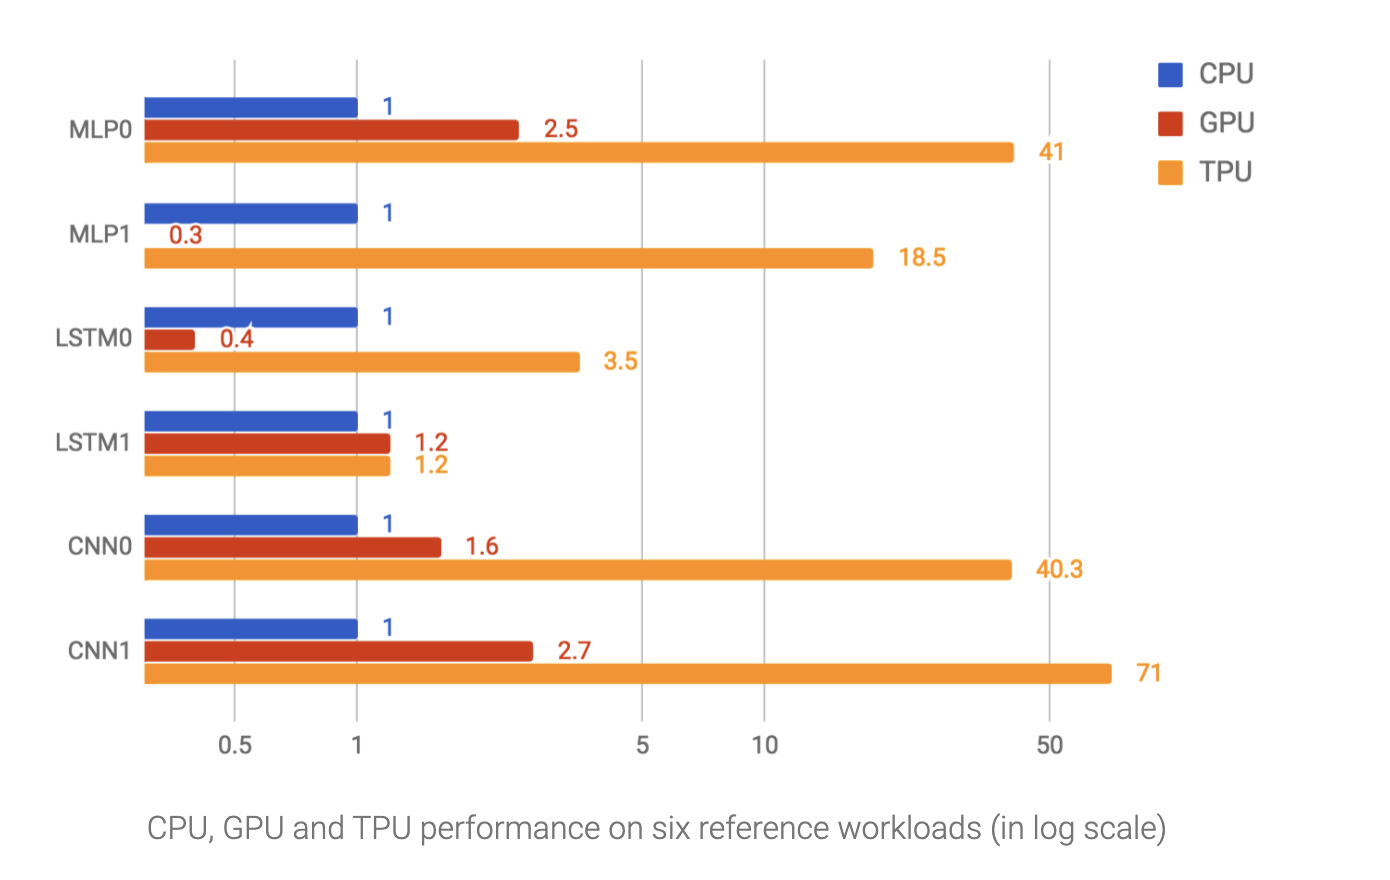 CPU
GPU
TPU
1
MLP0
2.5
41
1
MLP1
0.3
18.5
1
LSTM0
0.4
3.5
1
LSTM1
1.2
1.2
1
CNN0
1.6
40.3
1
CNN1
2.7
71
0.5 1 5 10 50
CPU, GPU and TPU performance on six reference workloads (in log scale)